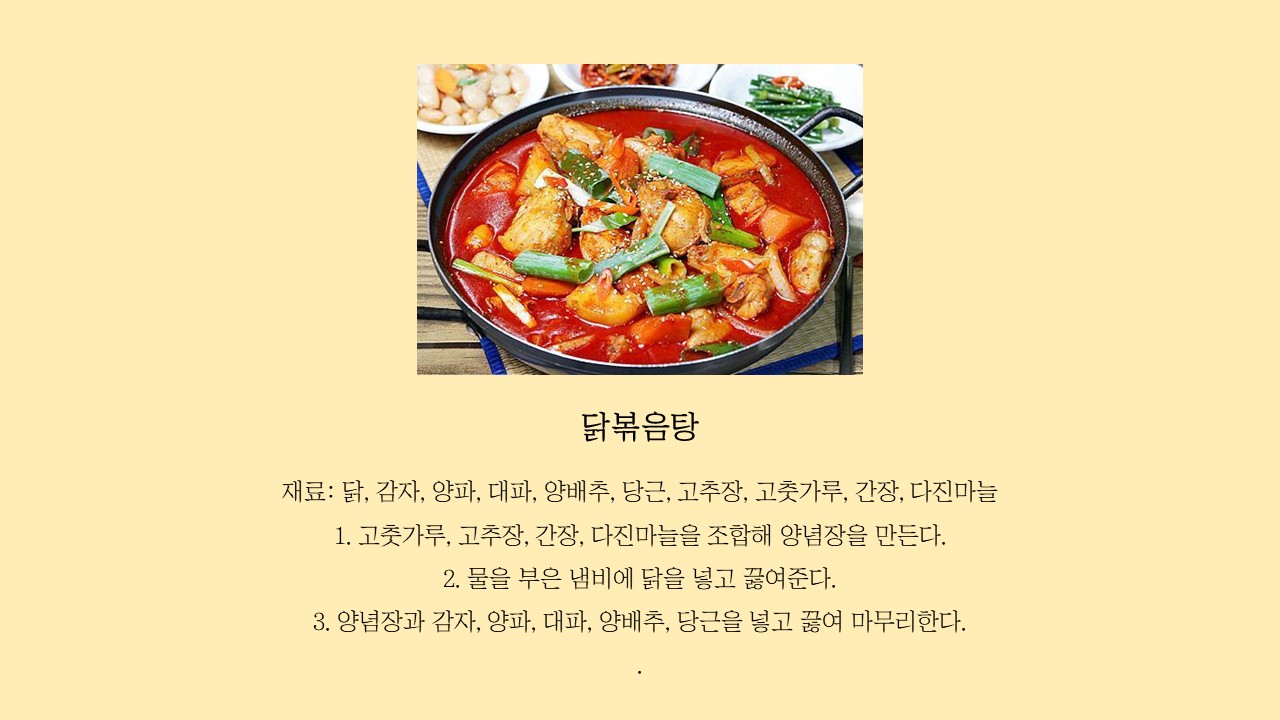 닭볶음탕
재료: 닭, 감자, 양파, 대파, 양배추, 당근, 고추장, 고춧가루, 간장, 다진마늘
1. 고춧가루, 고추장, 간장, 다진마늘을 조합해 양념장을 만든다.
2. 물을 부은 냄비에 닭을 넣고 끓여준다.
3. 양념장과 감자, 양파, 대파, 양배추, 당근을 넣고 끓여 마무리한다.
.